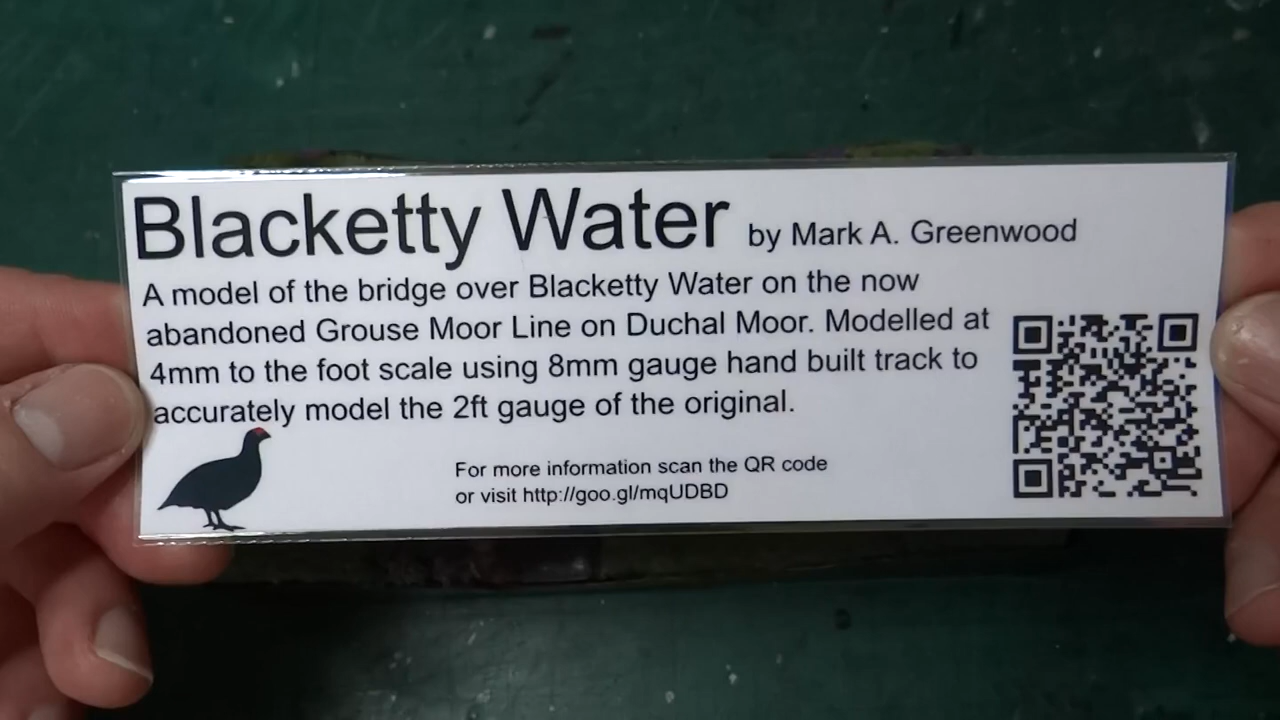 Blacketty Water by Mark A. Greenwood
A model of the bridge over Blacketty Water on the now
abandoned Grouse Moor Line on Duchal Moor. Modelled at
4mm to the foot scale using 8mm gauge hand built track to
accurately model the 2ft gauge of the original.
For more information scan the QR code
or visit http://goo.gl/mqUDBD